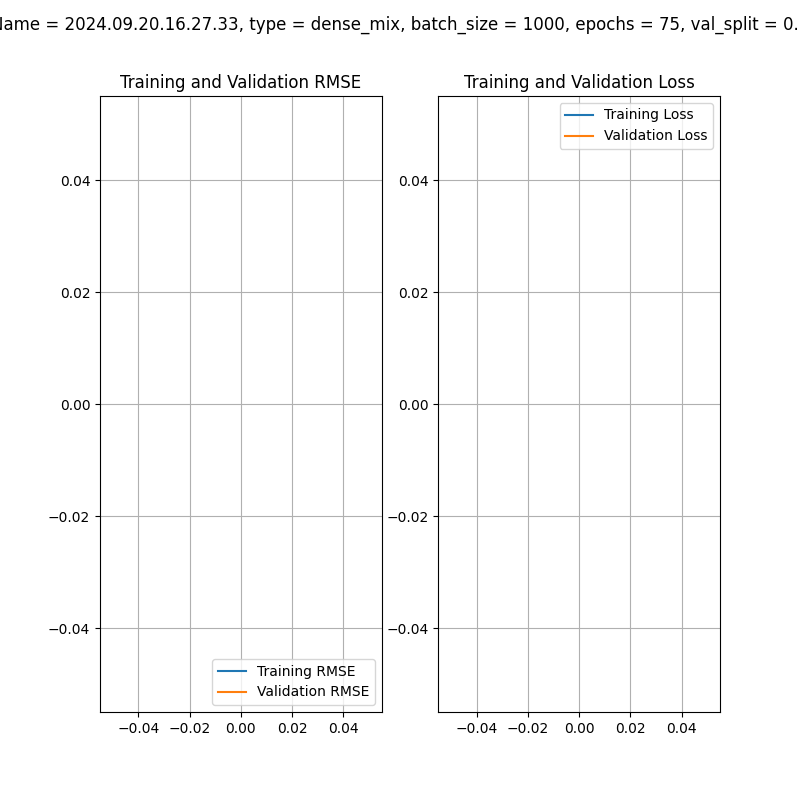 ame = 2024.09.20.16.27.33, type = dense_mix, batch_size = 1000, epochs = 75, val_split = 0.
Training and Validation RMSE
0.04
0.02
0.00
−0.02
−0.04
Training RMSE
Validation RMSE
−0.04 −0.02 0.00 0.02 0.04
Training and Validation Loss
Training Loss
Validation Loss
0.04
0.02
0.00
−0.02
−0.04
−0.04 −0.02 0.00 0.02 0.04